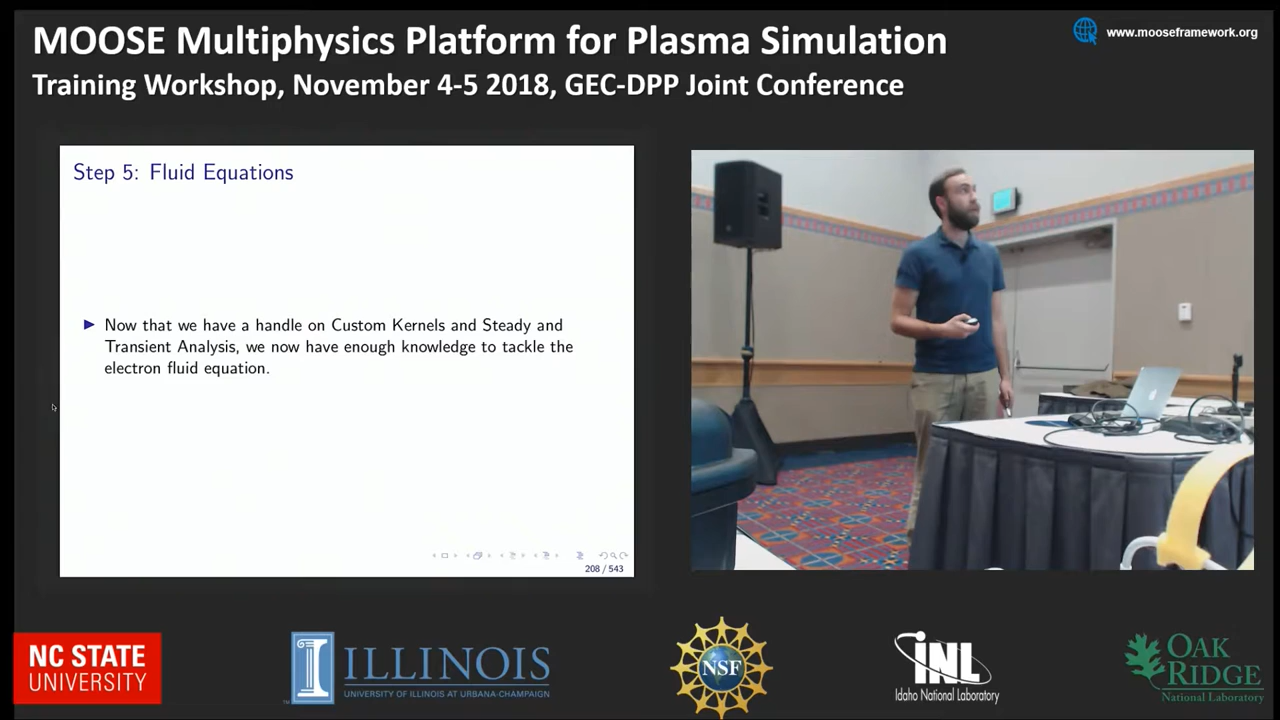 MOOSE Multiphysics Platform for Plasma Simulation
www.mooseframework.org
Training Workshop, November 4-5 2018, GEC-DPP Joint Conference
Step 5: Fluid Equations
Now that we have a handle on Custom Kernels and Steady and
Transient Analysis, we now have enough knowledge to tackle the
electron fluid equation.
208 / 543
NC STATE
UNIVERSITY
ILLINOIS
UNIVERSITY OF ILLINOIS AT URBANA-CHAMPAIGN
NSF
INL
Idaho National Laboratory
OAK
RIDGE
National Laboratory